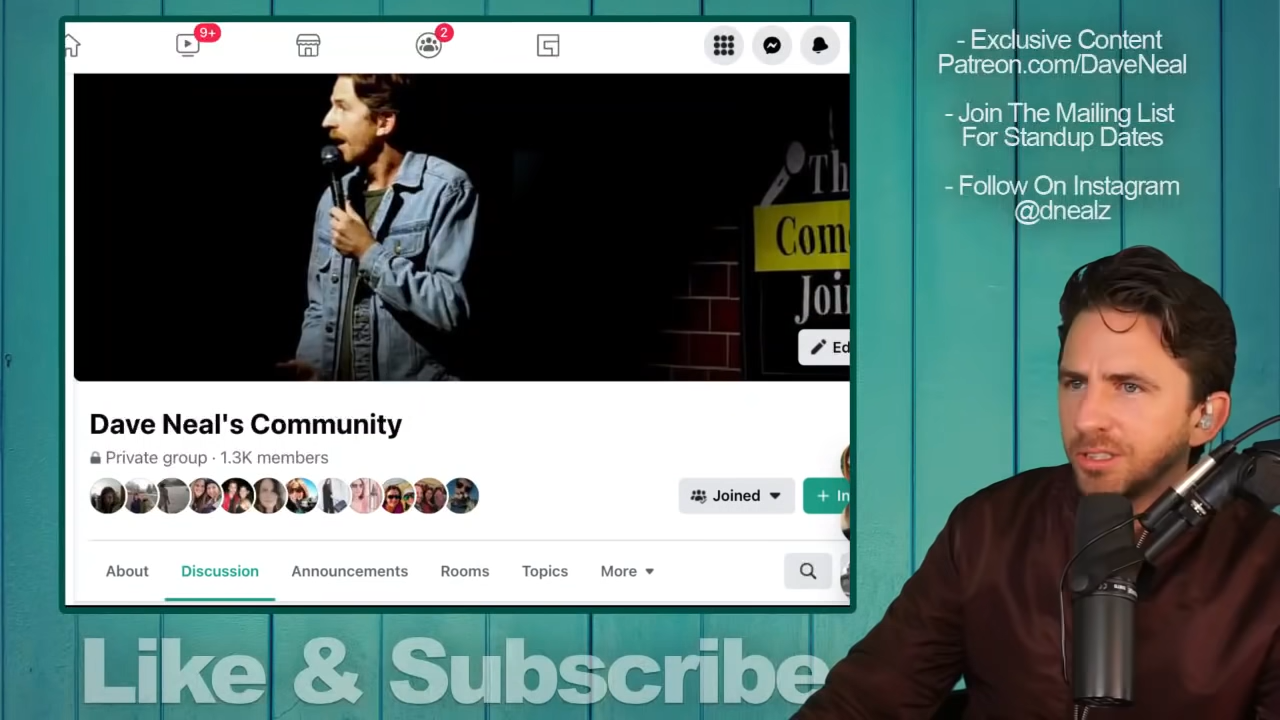 9+
2
The
Com
Join
Ed
Dave Neal's Community
Private group · 1.3K members
Joined
+ In
About
Discussion
Announcements
Rooms
Topics
More
- Exclusive Content
Patreon.com/DaveNeal
- Join The Mailing List
For Standup Dates
- Follow On Instagram
@dnealz
Like & Subscribe